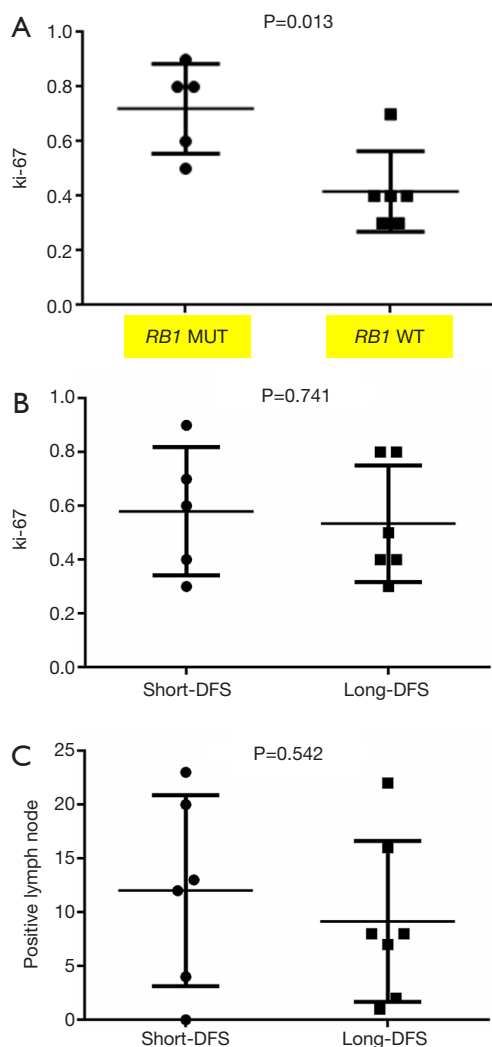 A
P=0.013
1.0
0.8
0.6
0.4
0.2
0.0
ki-67
RB1 MUT
RB1 WT
B
P=0.741
1.0
0.8
0.6
0.4
0.2
0.0
ki-67
Short-DFS
Long-DFS
C
P=0.542
25
20
15
10
5
0
Positive lymph node
Short-DFS
Long-DFS